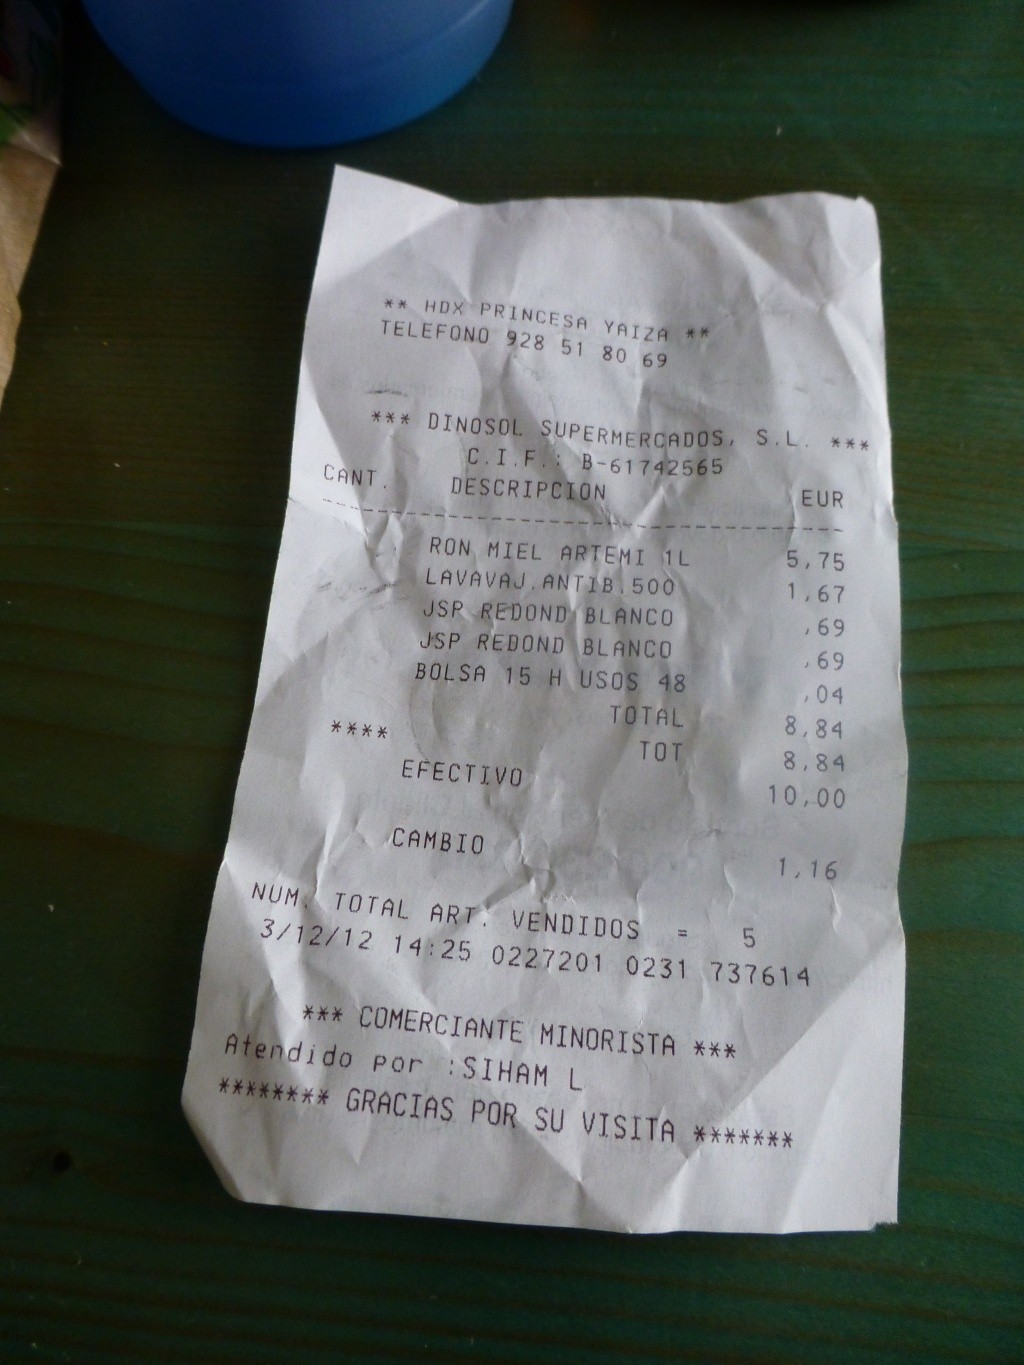 ** HDX PRINCESA YAIZA **
TELEFONO 928 51 80 69
*** DINOSOL SUPERMERCADOS, S.L. ***
C.I.F.: B-61742565
CANT. DESCRIPCION EUR
RON MIEL ARTEMI 1L 5,75
LAVAVAJ.ANTIB.500 1,67
JSP REDOND BLANCO ,69
JSP REDOND BLANCO ,69
BOLSA 15 H USOS 48 ,04
TOTAL 8,84
**** TOT 8,84
EFECTIVO 10,00
CAMBIO 1,16
NUM. TOTAL ART. VENDIDOS = 5
3/12/12 14:25 0227201 0231 737614
*** COMERCIANTE MINORISTA ***
Atendido por :SIHAM L
******** GRACIAS POR SU VISITA *******